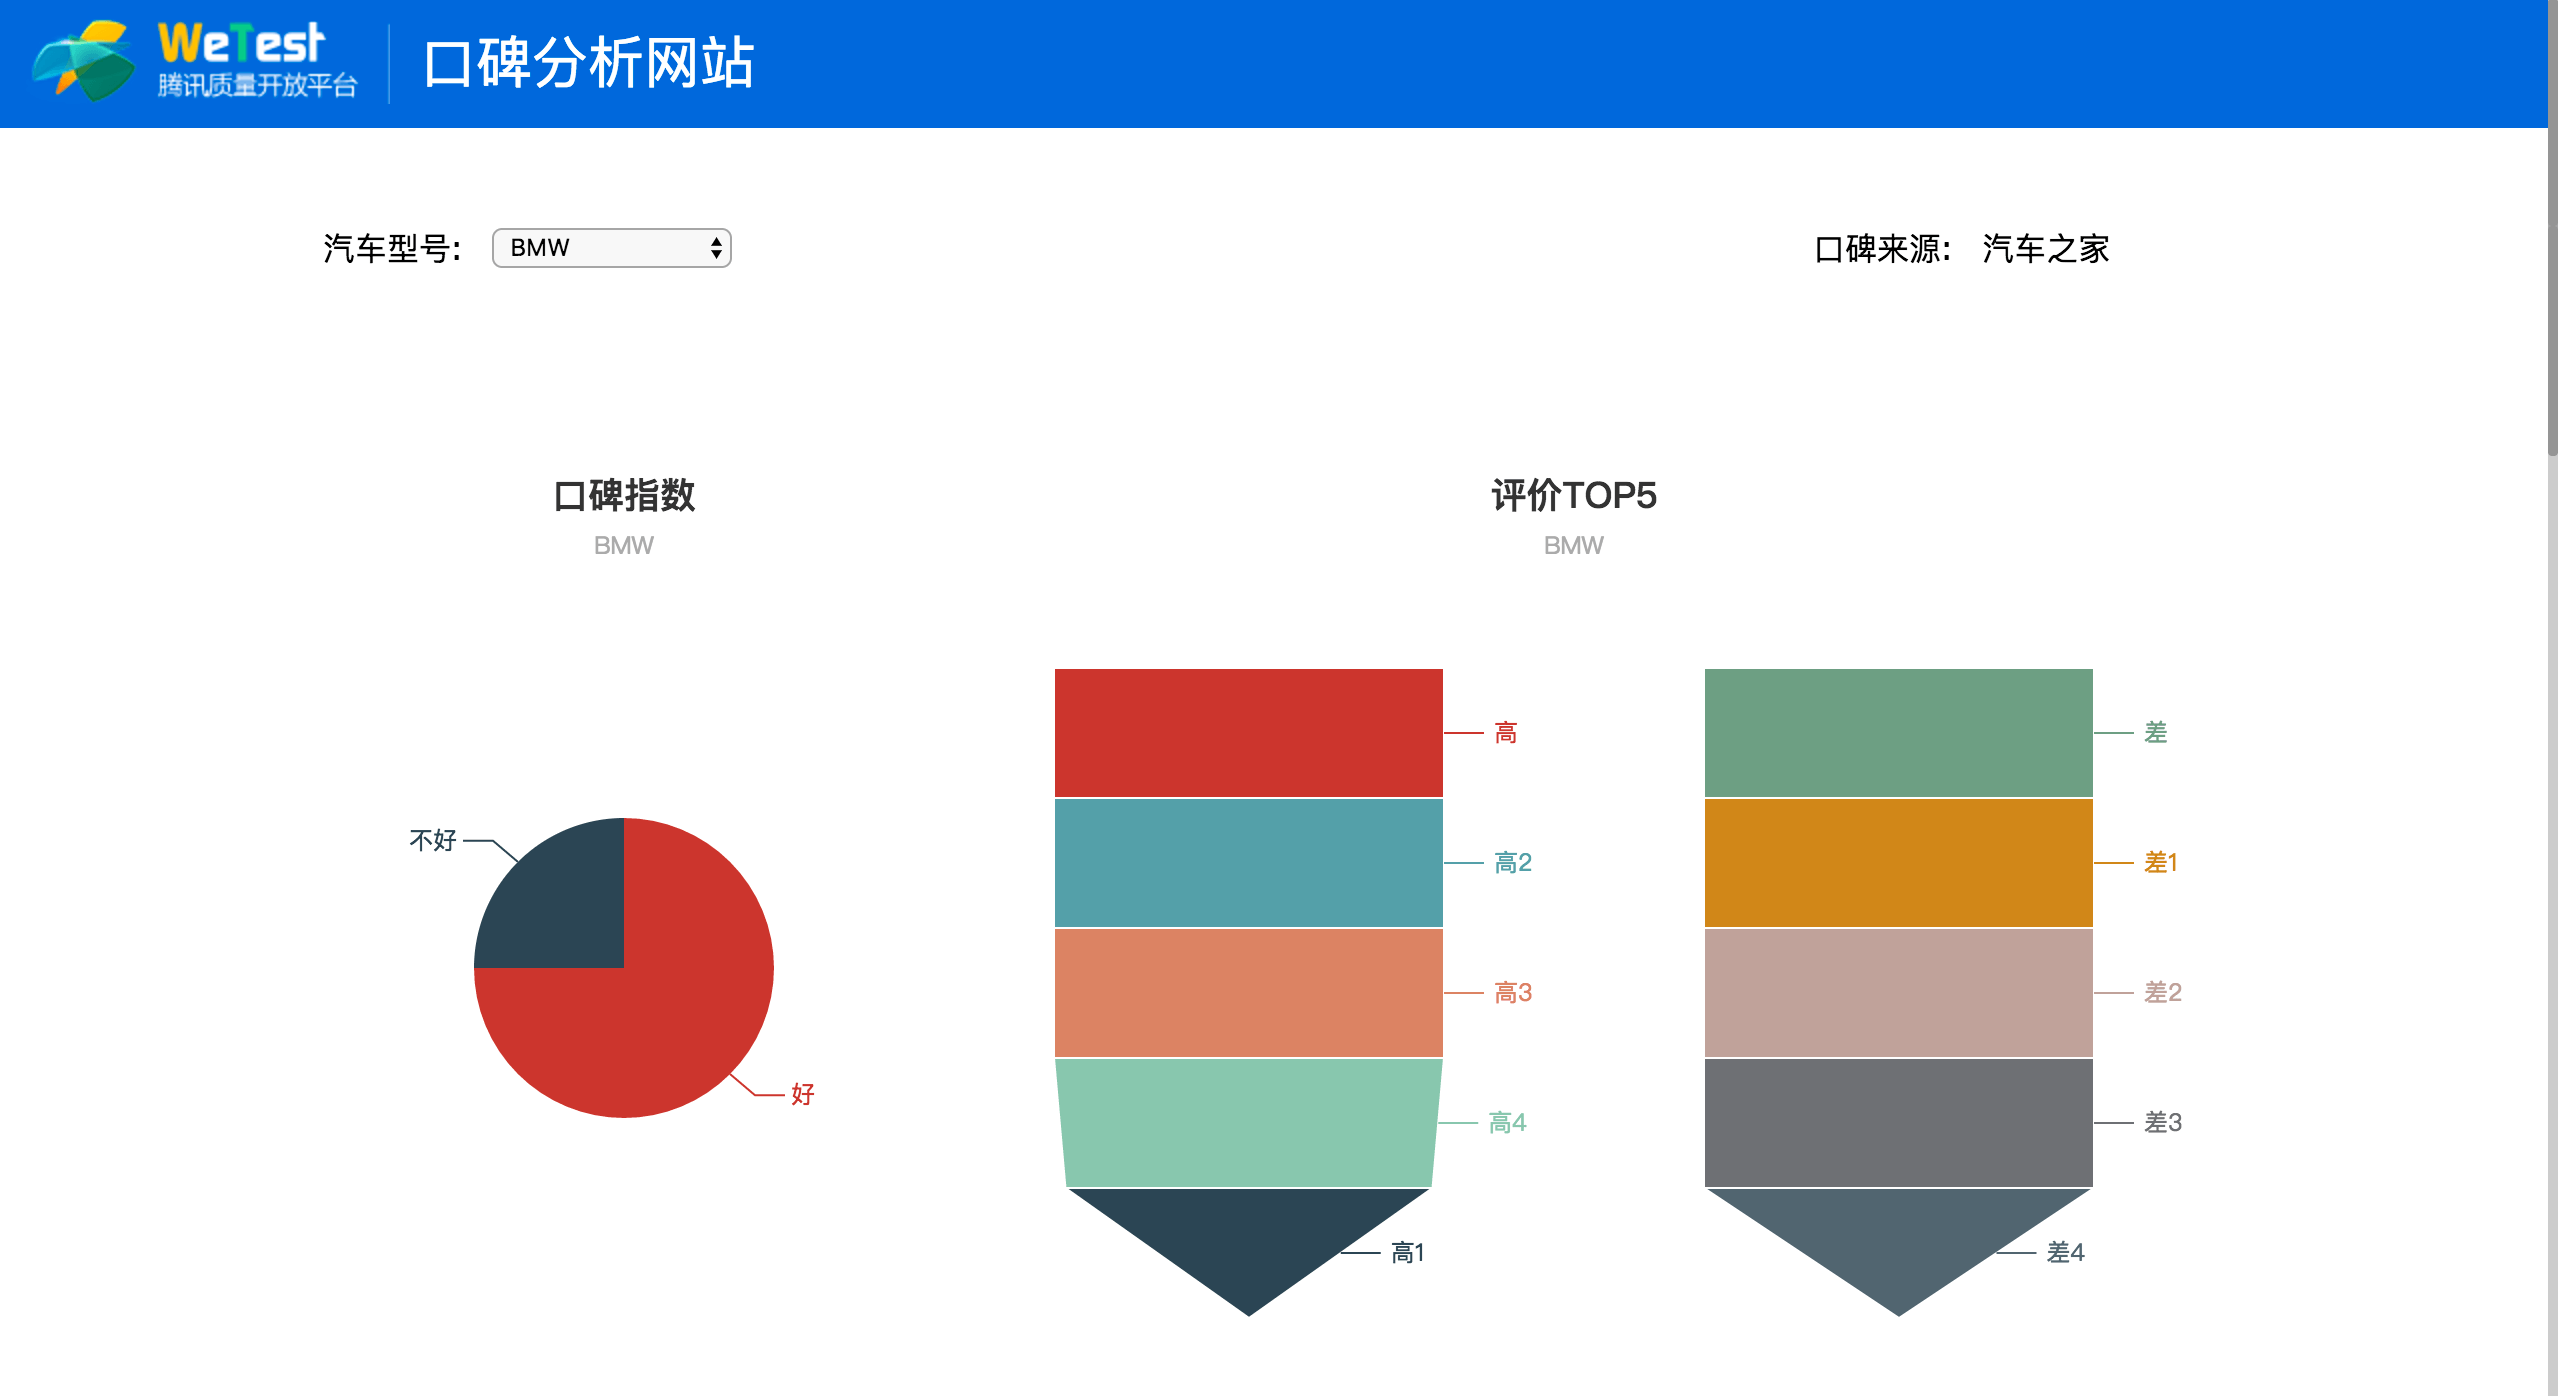 WeTest
腾讯质量开放平台
口碑分析网站
汽车型号:
BMW
口碑来源:
汽车之家
口碑指数
BMW
评价TOP5
BMW
不好
好
高
高2
高3
高4
高1
差
差1
差2
差3
差4